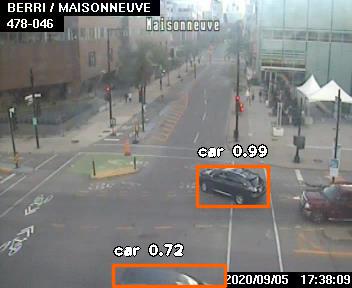 BERRI / MAISONNEUVE
478-046
Maisonneuve
car 0.99
car 0.72
2020/09/05 17:38:09